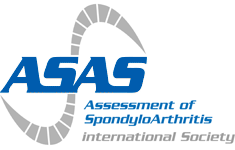 ASAS
Assessment of
SpondyloArthritis
international Society